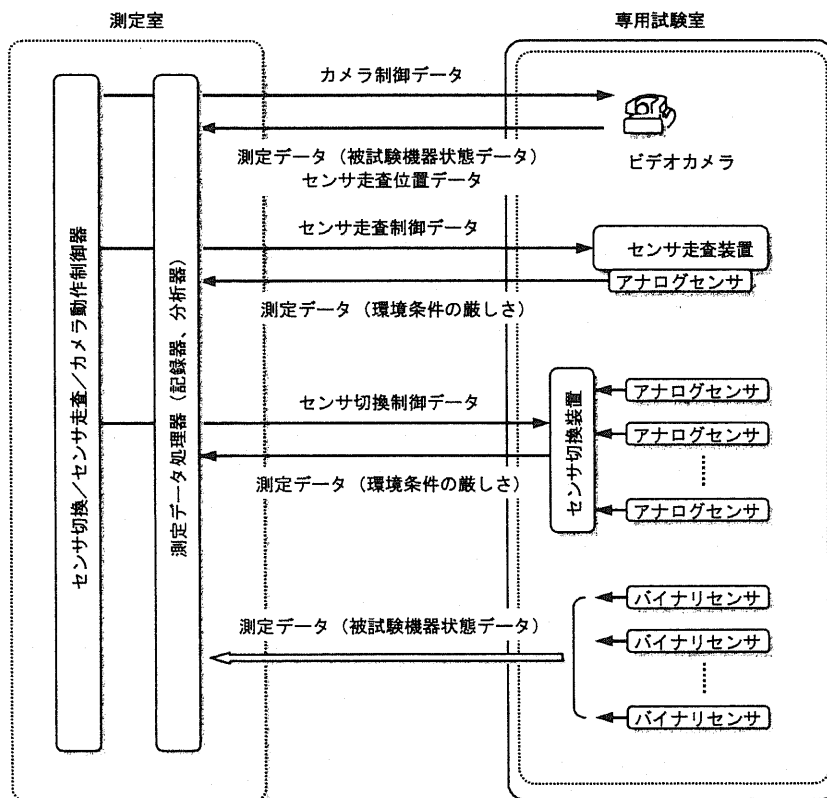 測定室
専用試験室
カメラ制御データ
測定データ（被試験機器状態データ）
センサ走査位置データ
ビデオカメラ
センサ走査制御データ
センサ走査装置
アナログセンサ
測定データ（環境条件の厳しさ）
センサ切換／センサ走査／カメラ動作制御器
測定データ処理器（記録器、分析器）
センサ切換制御データ
測定データ（環境条件の厳しさ）
センサ切換装置
アナログセンサ
アナログセンサ
アナログセンサ
測定データ（被試験機器状態データ）
バイナリセンサ
バイナリセンサ
バイナリセンサ